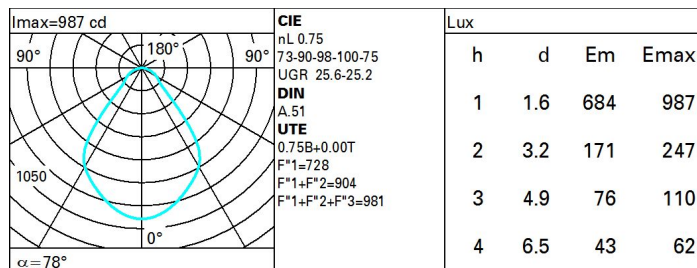 Imax=987 cd
90°
180°
90°
1050
0°
α=78°
CIE
nL 0.75
73-90-98-100-75
UGR 25.6-25.2
DIN
A.51
UTE
0.75B+0.00T
F"1=728
F"1+F"2=904
F"1+F"2+F"3=981
Lux
h d Em Emax
1 1.6 684 987
2 3.2 171 247
3 4.9 76 110
4 6.5 43 62